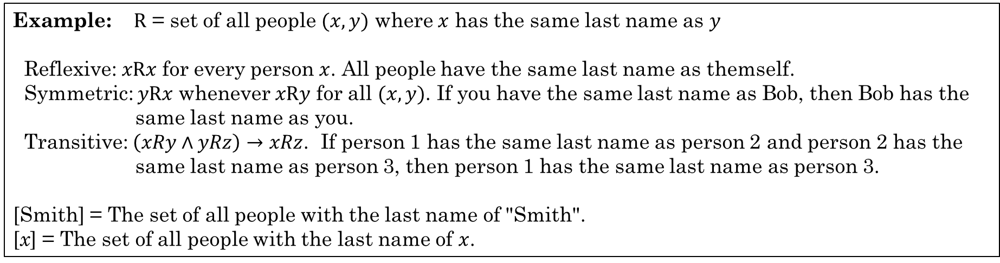 Example: R = set of all people (x, y) where x has the same last name as y
Reflexive: xRx for every person x. All people have the same last name as themself.
Symmetric: yRx whenever xRy for all (x, y). If you have the same last name as Bob, then Bob has the
same last name as you.
Transitive: (xRy ∧ yRz) → xRz. If person 1 has the same last name as person 2 and person 2 has the
same last name as person 3, then person 1 has the same last name as person 3.
[Smith] = The set of all people with the last name of "Smith".
[x] = The set of all people with the last name of x.